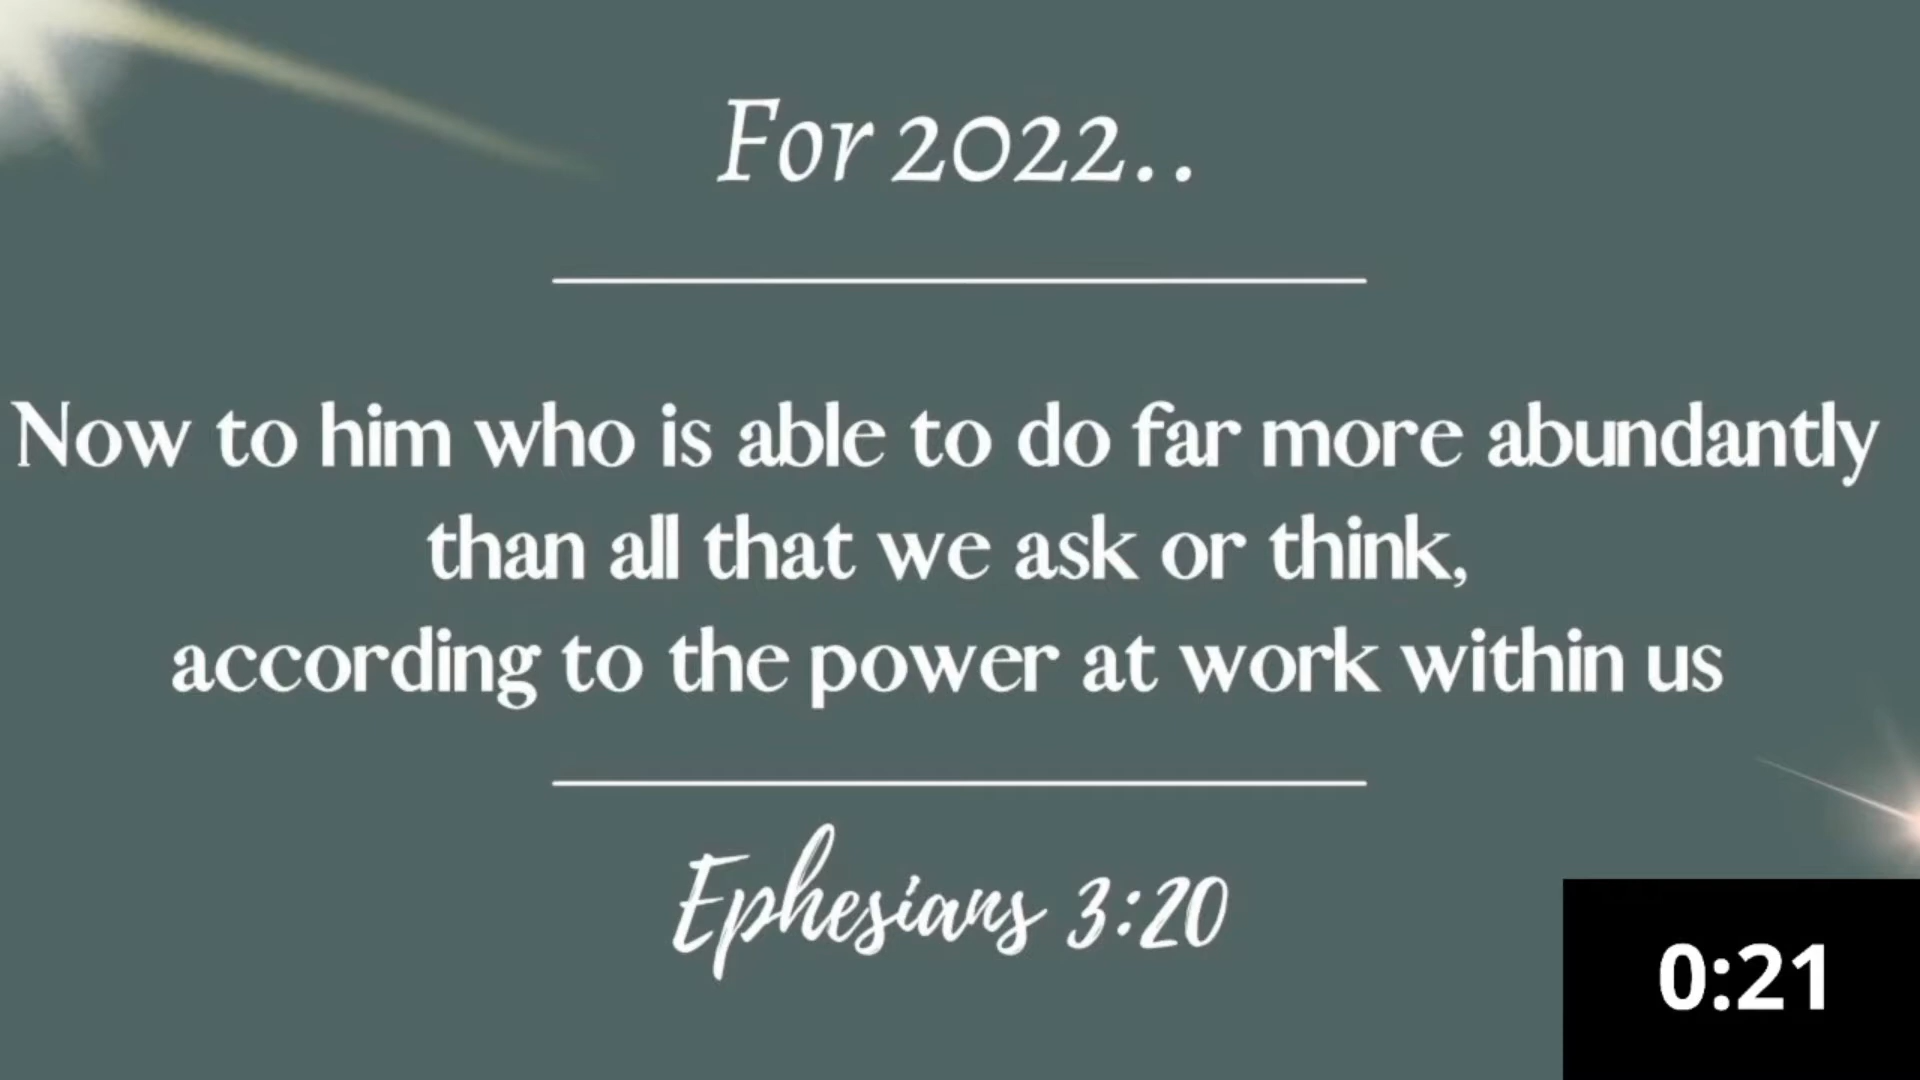 For 2022..
Now to him who is able to do far more abundantly
than all that we ask or think,
according to the power at work within us
Ephesians 3:20
0:21